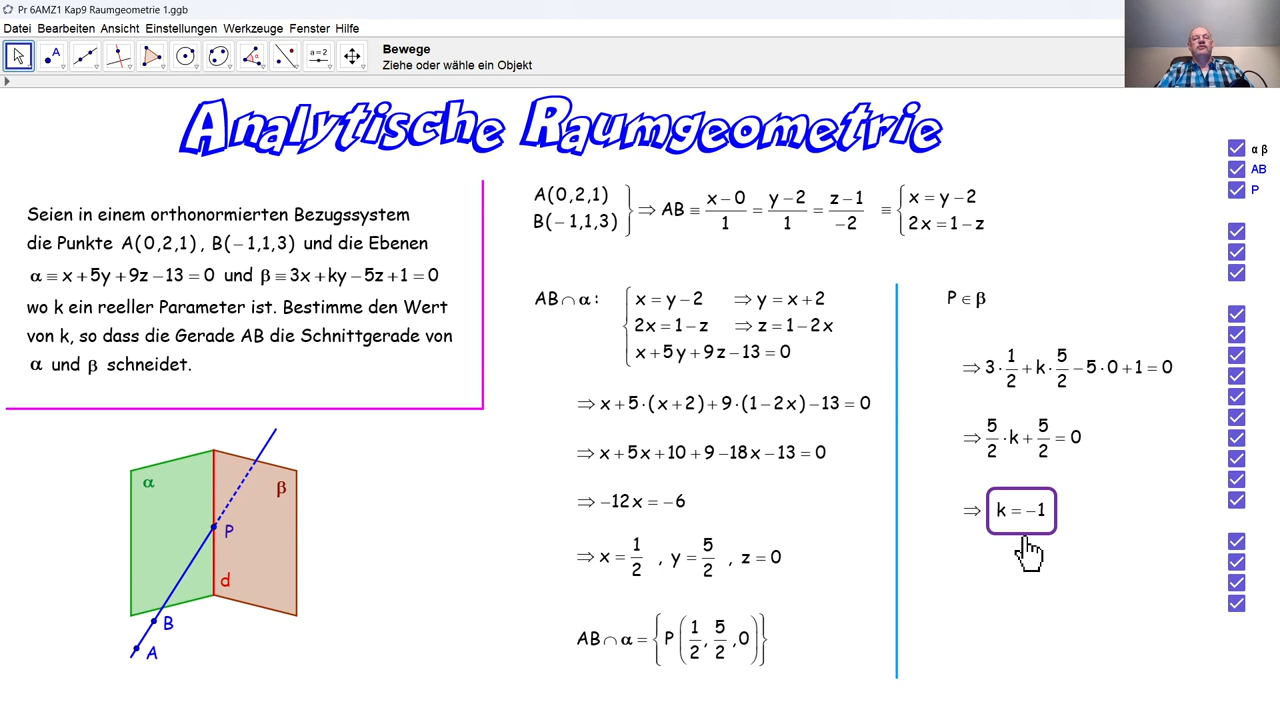 Pr 6AMZ1 Kap9 Raumgeometrie 1.ggb
Datei Bearbeiten Ansicht Einstellungen Werkzeuge Fenster Hilfe
A
a=2
Bewege
Ziehe oder wähle ein Objekt
Analytische Raumgeometrie
α β
AB
P
Seien in einem orthonormierten Bezugssystem
die Punkte A(0,2,1), B(−1,1,3) und die Ebenen
α ≡ x+5y+9z−13=0 und β ≡ 3x+ky−5z+1=0
wo k ein reeller Parameter ist. Bestimme den Wert
von k, so dass die Gerade AB die Schnittgerade von
α und β schneidet.
α
β
P
d
B
A
A(0,2,1) B(−1,1,3) } ⇒ AB ≡ (x−0)/1 = (y−2)/1 = (z−1)/−2 ≡ { x=y−2 2x=1−z
AB∩α: { x=y−2 ⇒ y=x+2
2x=1−z ⇒ z=1−2x
x+5y+9z−13=0
⇒ x+5·(x+2)+9·(1−2x)−13=0
⇒ x+5x+10+9−18x−13=0
⇒ −12x=−6
⇒ x=1/2 , y=5/2 , z=0
AB∩α={P(1/2, 5/2, 0)}
P∈β
⇒ 3·1/2+k·5/2−5·0+1=0
⇒ 5/2·k+5/2=0
⇒ k=−1